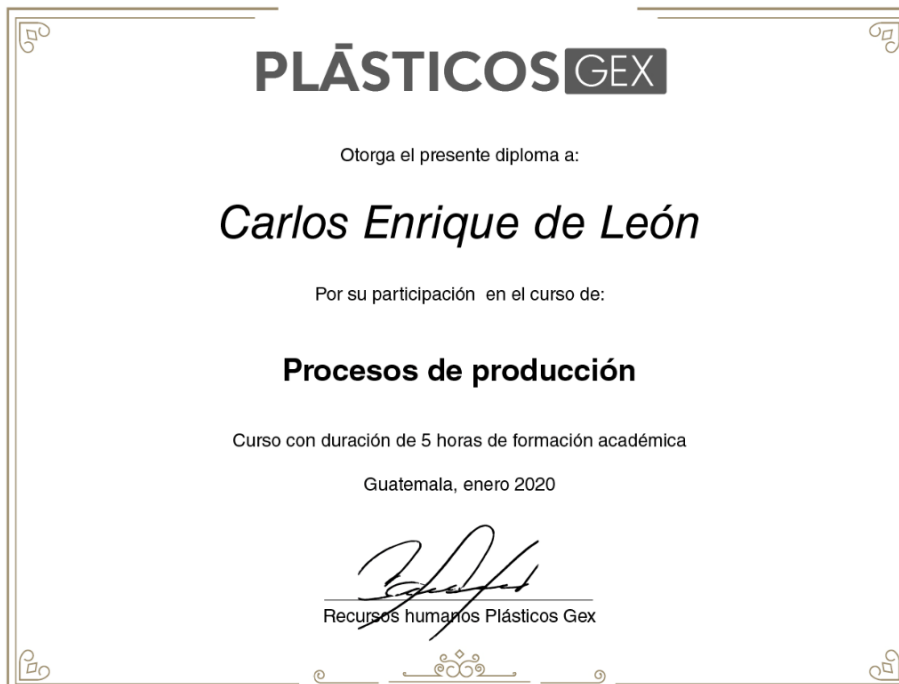 PLÁSTICOS GEX
Otorga el presente diploma a:
Carlos Enrique de León
Por su participación en el curso de:
Procesos de producción
Curso con duración de 5 horas de formación académica
Guatemala, enero 2020
Recursos humanos Plásticos Gex